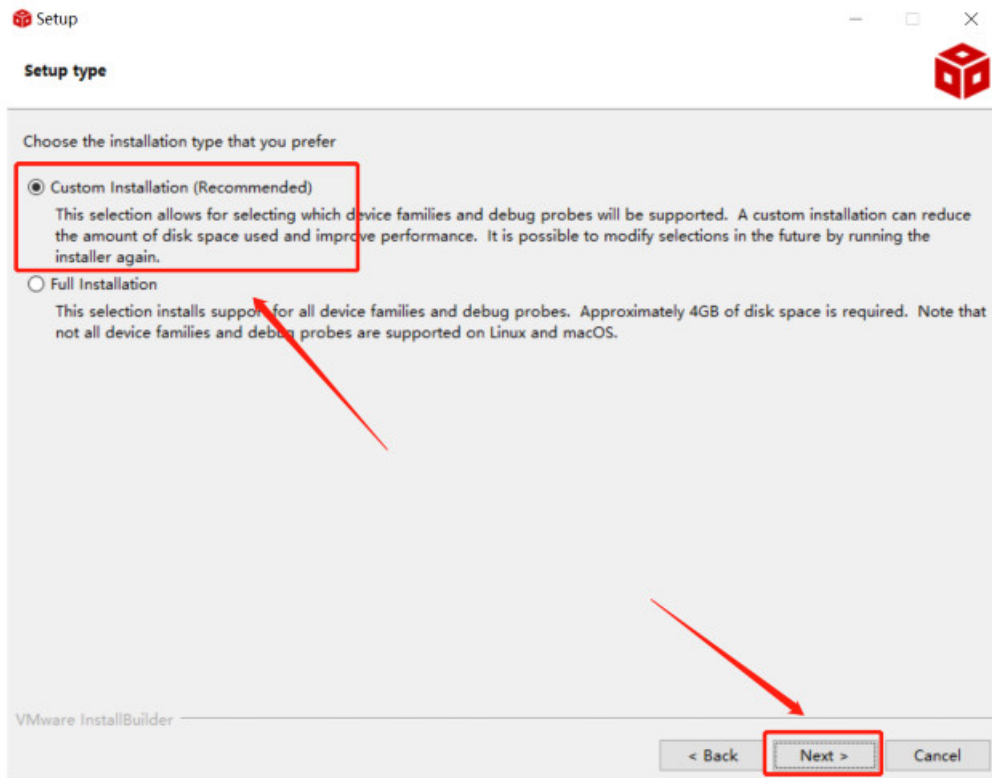 Setup
Setup type
Choose the installation type that you prefer
Custom Installation (Recommended)
This selection allows for selecting which device families and debug probes will be supported.  A custom installation can reduce
the amount of disk space used and improve performance.  It is possible to modify selections in the future by running the
installer again.
Full Installation
This selection installs support for all device families and debug probes.  Approximately 4GB of disk space is required.  Note that
not all device families and debug probes are supported on Linux and macOS.
VMware InstallBuilder
< Back
Next >
Cancel